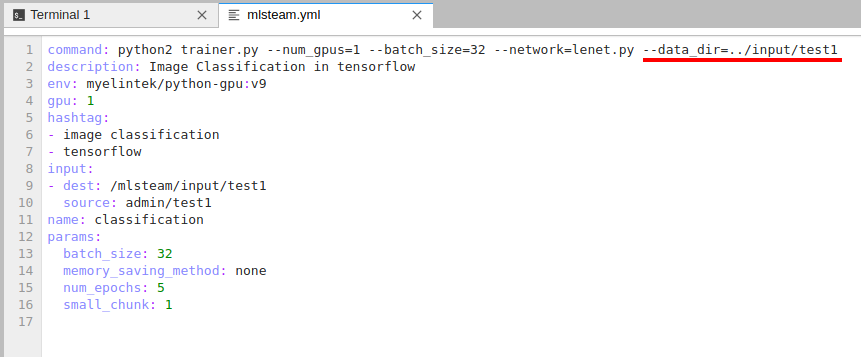 Terminal 1
mlsteam.yml
1 command: python2 trainer.py --num_gpus=1 --batch_size=32 --network=lenet.py --data_dir=../input/test1
2 description: Image Classification in tensorflow
3 env: myelintek/python-gpu:v9
4 gpu: 1
5 hashtag:
6 - image classification
7 - tensorflow
8 input:
9 - dest: /mlsteam/input/test1
10   source: admin/test1
11 name: classification
12 params:
13   batch_size: 32
14   memory_saving_method: none
15   num_epochs: 5
16   small_chunk: 1
17